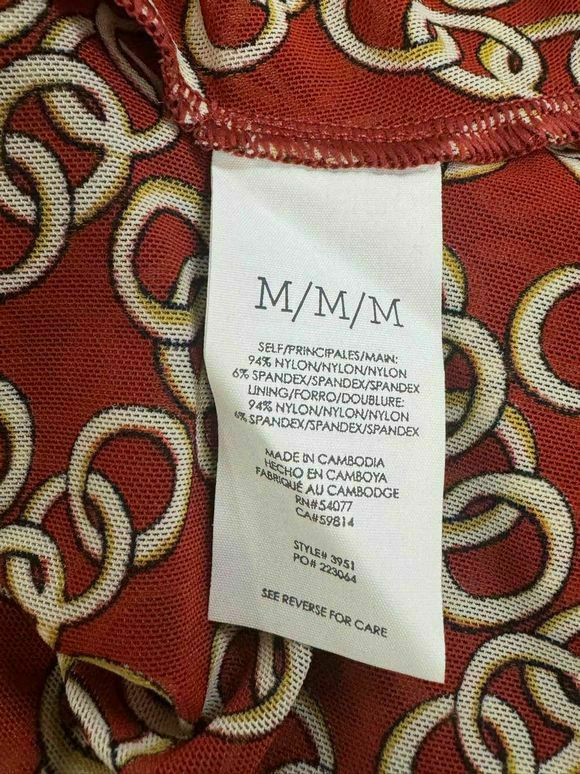 M/M/M
SELF/PRINCIPALES/MAIN:
94% NYLON/NYLON/NYLON
6% SPANDEX/SPANDEX/SPANDEX
LINING/FORRO/DOUBLURE:
94% NYLON/NYLON/NYLON
6% SPANDEX/SPANDEX/SPANDEX
MADE IN CAMBODIA
HECHO EN CAMBOYA
FABRIQUÉ AU CAMBODGE
RN#54077
CA#59814
STYLE# 3951
PO# 223064
SEE REVERSE FOR CARE